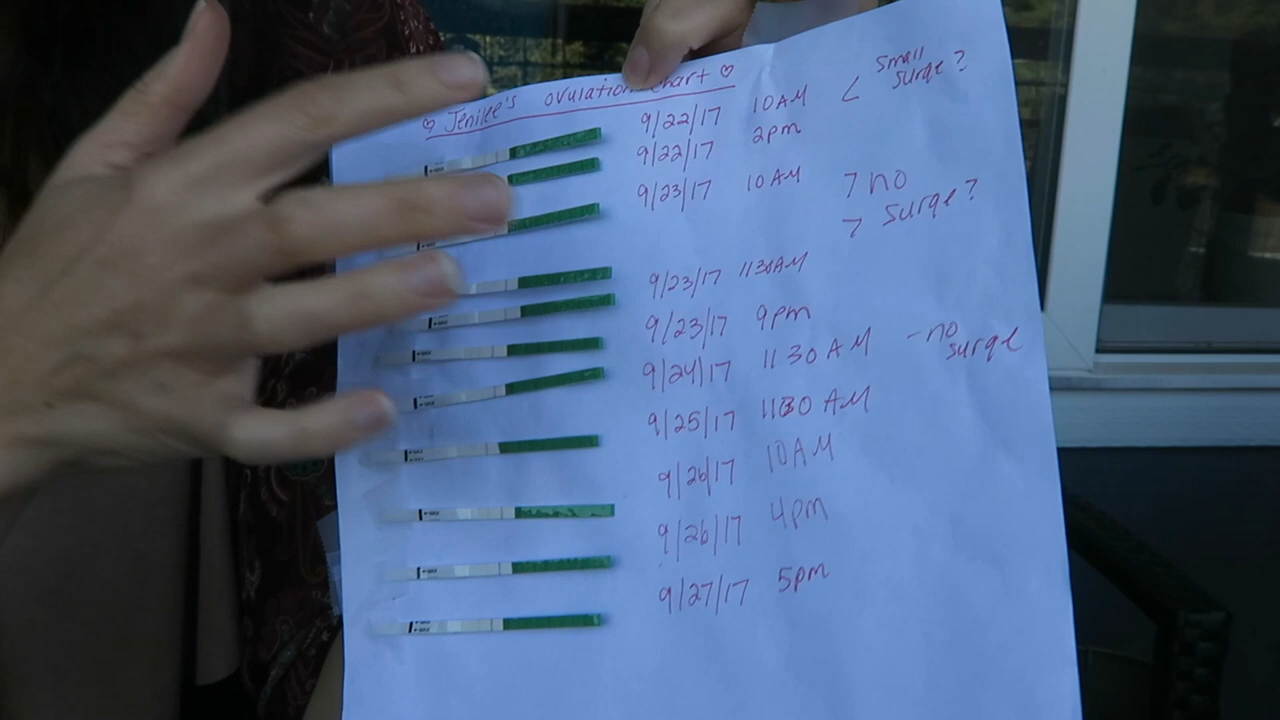 ♡ Jenilee's ovulation chart ♡
9/22/17 10AM < small surge?
9/22/17 2pm
9/23/17 10AM > no
> surge?
9/23/17 1130AM
9/23/17 9pm
9/24/17 1130AM - no surge
9/25/17 1130 AM
9/26/17 10AM
9/26/17 4pm
9/27/17 5pm